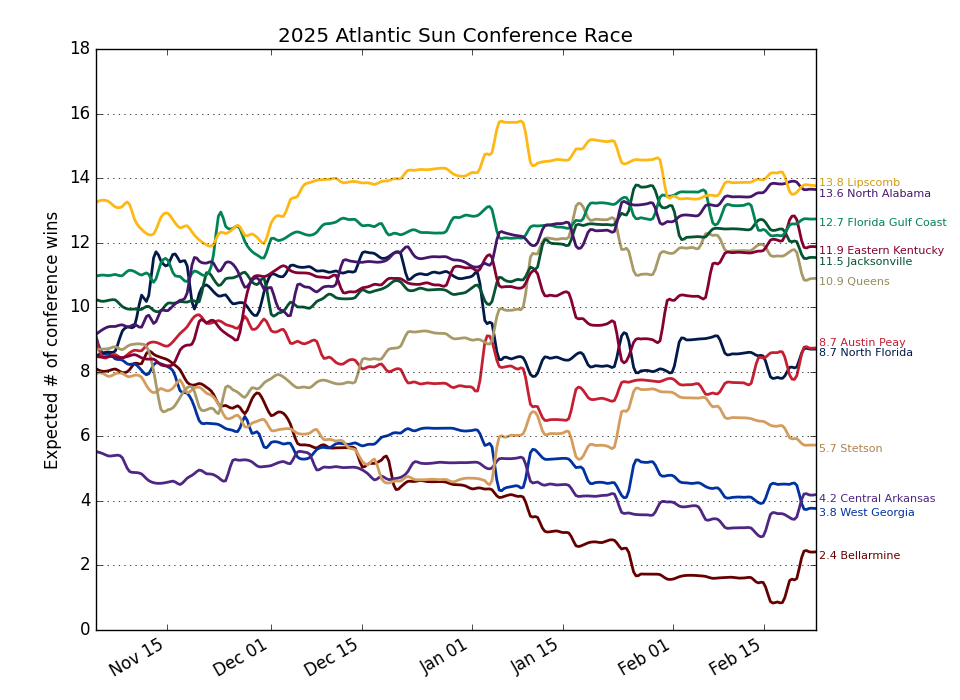 2025 Atlantic Sun Conference Race
Expected # of conference wins
18
16
14
12
10
8
6
4
2
0
Nov 15
Dec 01
Dec 15
Jan 01
Jan 15
Feb 01
Feb 15
13.8 Lipscomb
13.6 North Alabama
12.7 Florida Gulf Coast
11.9 Eastern Kentucky
11.5 Jacksonville
10.9 Queens
8.7 Austin Peay
8.7 North Florida
5.7 Stetson
4.2 Central Arkansas
3.8 West Georgia
2.4 Bellarmine